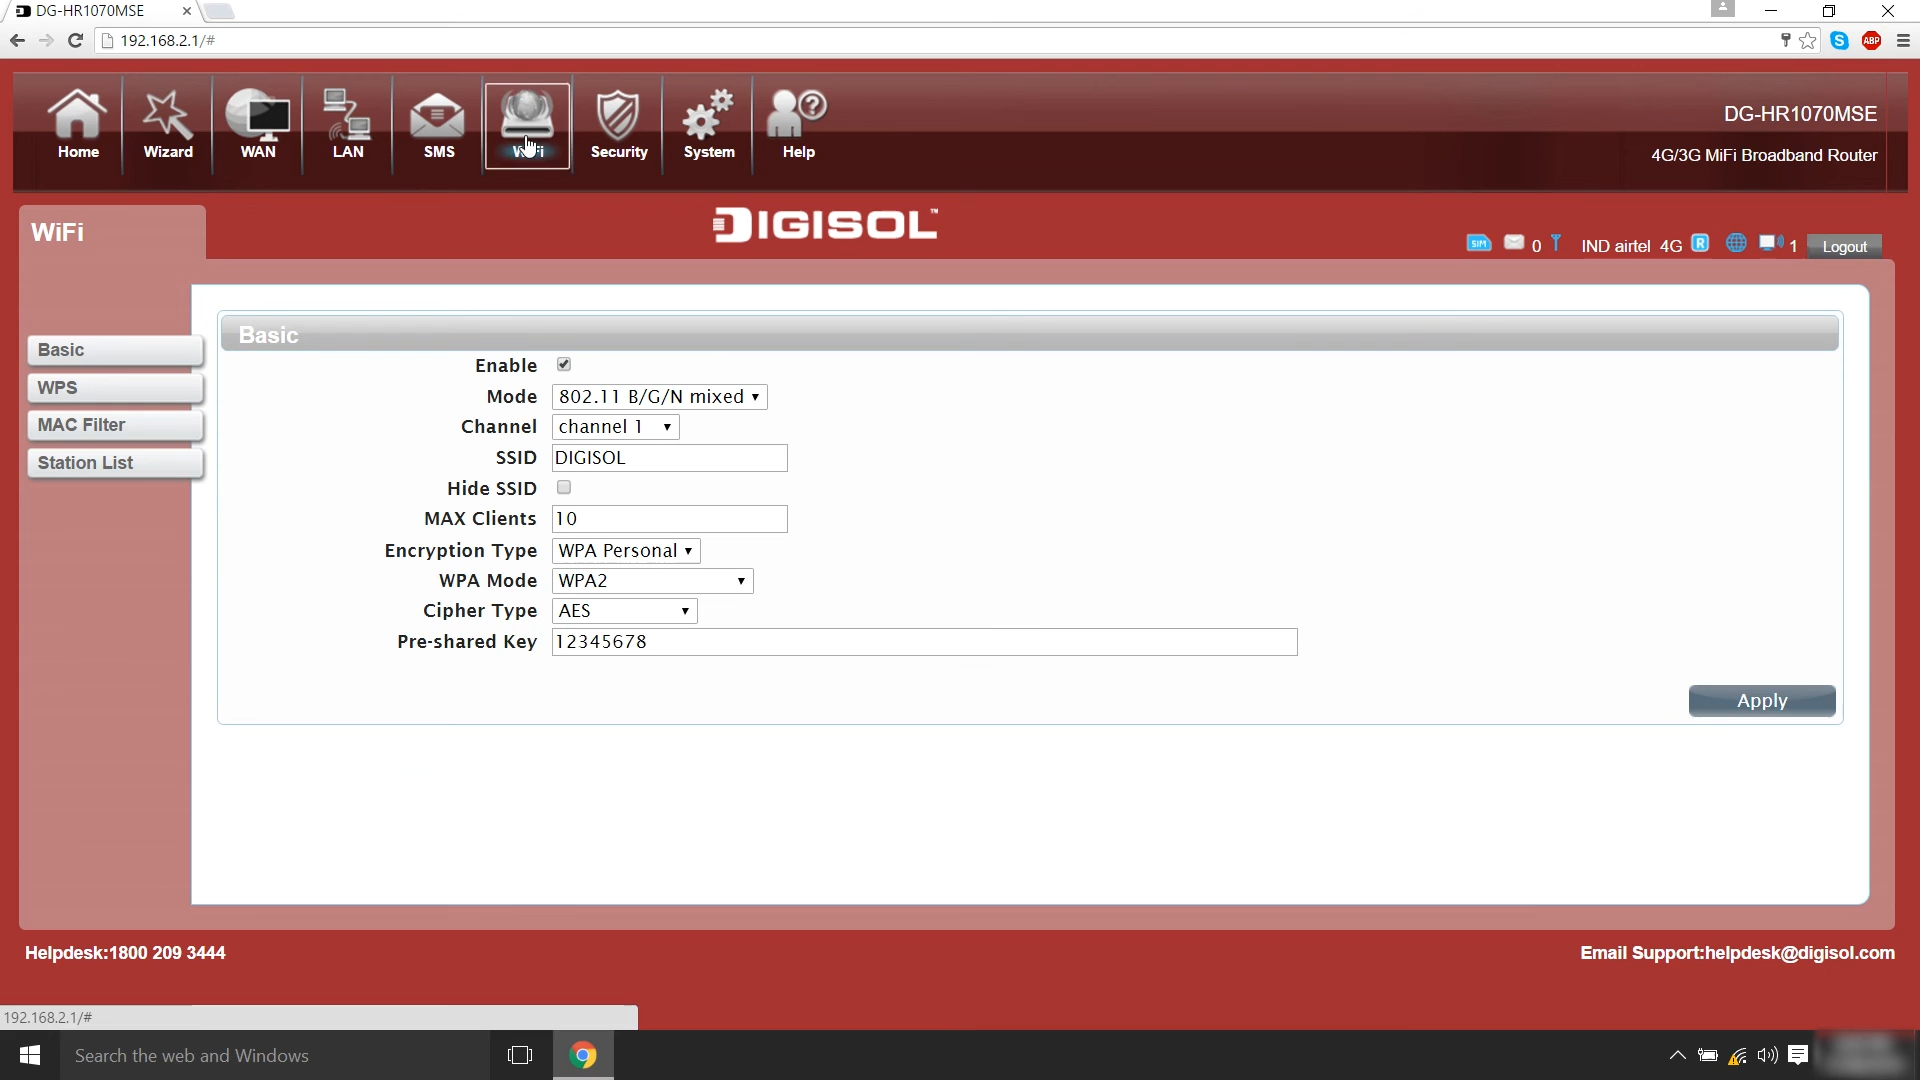 DG-HR1070MSE
192.168.2.1/#
S
ABP
Home
Wizard
WAN
LAN
SMS
WiFi
Security
System
Help
DG-HR1070MSE
4G/3G MiFi Broadband Router
WiFi
DIGISOL™
SIM
0
IND airtel 4G
R
1
Logout
Basic
WPS
MAC Filter
Station List
Basic
Enable
Mode 802.11 B/G/N mixed
Channel channel 1
SSID DIGISOL
Hide SSID
MAX Clients 10
Encryption Type WPA Personal
WPA Mode WPA2
Cipher Type AES
Pre-shared Key 12345678
Apply
Helpdesk:1800 209 3444
Email Support:helpdesk@digisol.com
192.168.2.1/#
Search the web and Windows